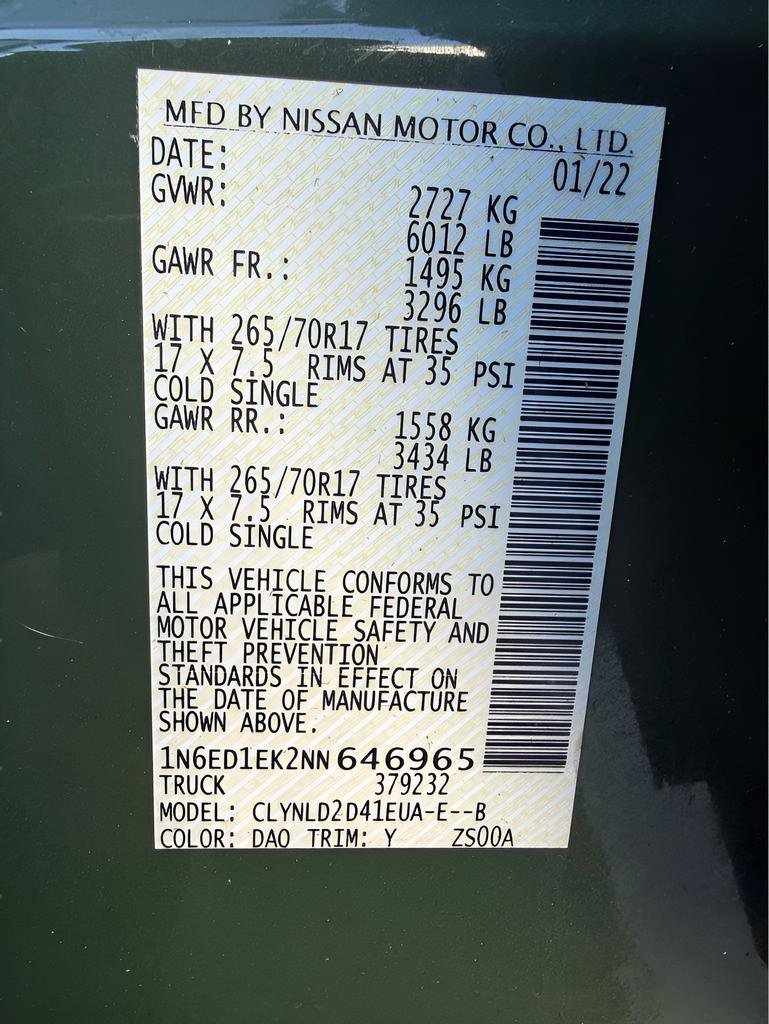 MFD BY NISSAN MOTOR CO., LTD.
DATE: 01/22
GVWR: 2727 KG
6012 LB
GAWR FR.: 1495 KG
3296 LB
WITH 265/70R17 TIRES
17 X 7.5 RIMS AT 35 PSI
COLD SINGLE
GAWR RR.: 1558 KG
3434 LB
WITH 265/70R17 TIRES
17 X 7.5 RIMS AT 35 PSI
COLD SINGLE
THIS VEHICLE CONFORMS TO
ALL APPLICABLE FEDERAL
MOTOR VEHICLE SAFETY AND
THEFT PREVENTION
STANDARDS IN EFFECT ON
THE DATE OF MANUFACTURE
SHOWN ABOVE.
1N6ED1EK2NN646965
TRUCK 379232
MODEL: CLYNLD2D41EUA-E--B
COLOR: DAO TRIM: Y ZS00A